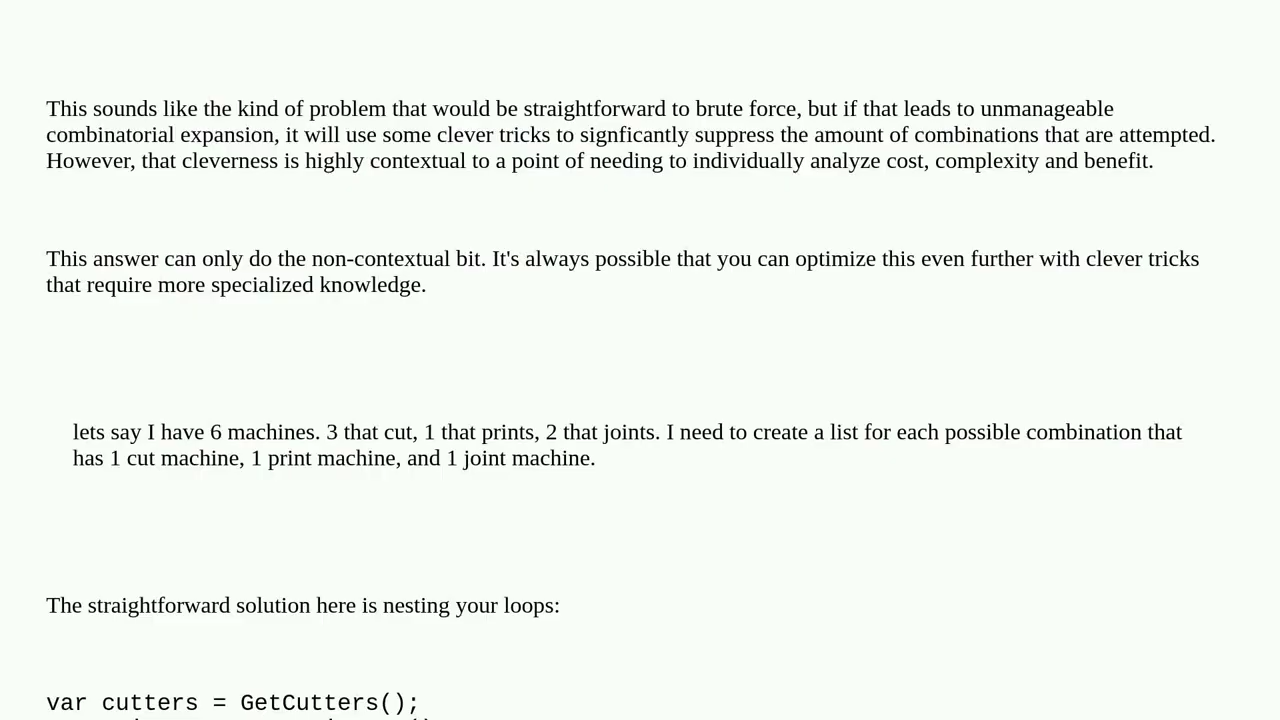 This sounds like the kind of problem that would be straightforward to brute force, but if that leads to unmanageable
combinatorial expansion, it will use some clever tricks to signficantly suppress the amount of combinations that are attempted.
However, that cleverness is highly contextual to a point of needing to individually analyze cost, complexity and benefit.
This answer can only do the non-contextual bit. It's always possible that you can optimize this even further with clever tricks
that require more specialized knowledge.
lets say I have 6 machines. 3 that cut, 1 that prints, 2 that joints. I need to create a list for each possible combination that
has 1 cut machine, 1 print machine, and 1 joint machine.
The straightforward solution here is nesting your loops:
var cutters = GetCutters();